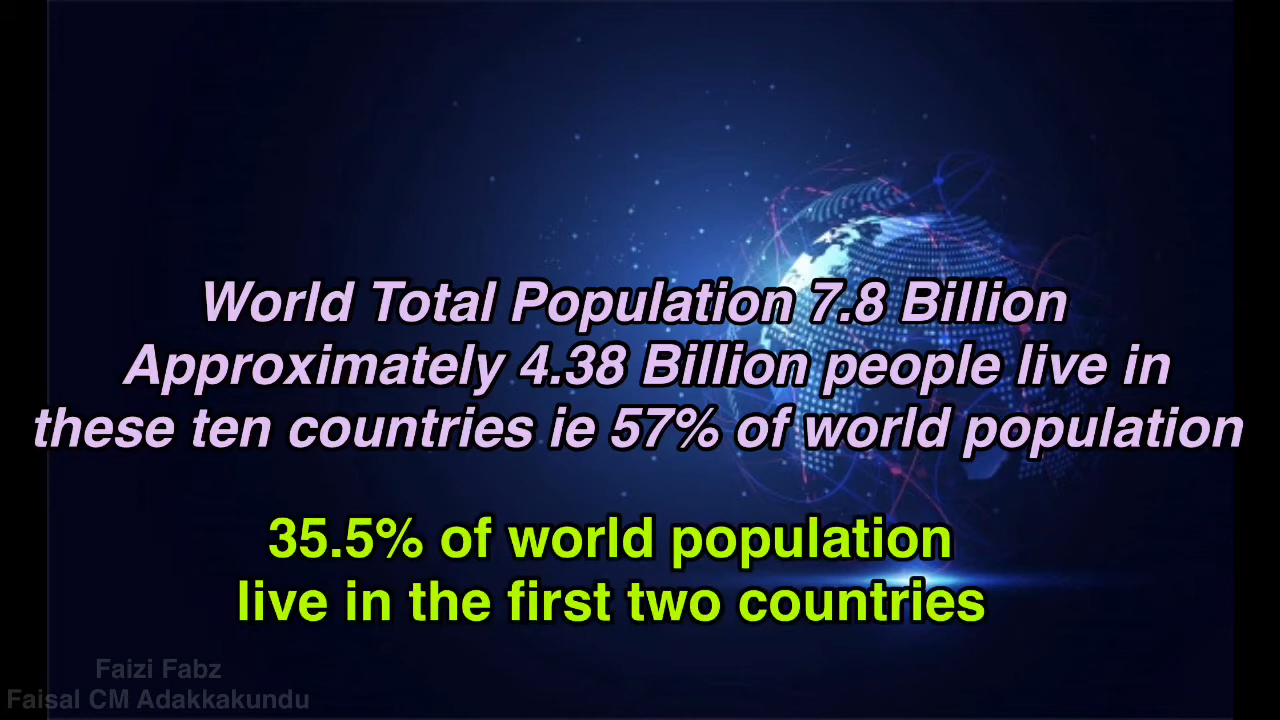 World Total Population 7.8 Billion
Approximately 4.38 Billion people live in
these ten countries ie 57% of world population
35.5% of world population
live in the first two countries
Faizi Fabz
Faisal CM Adakkakundu